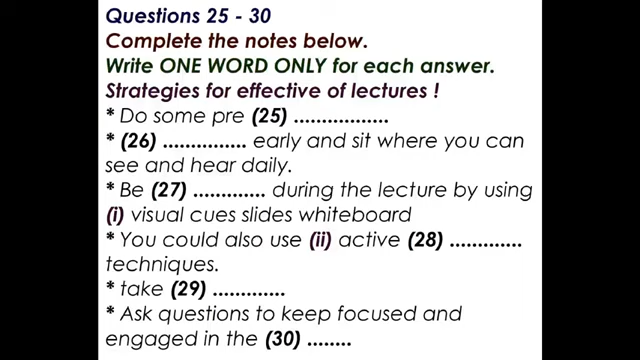 Questions 25 - 30
Complete the notes below.
Write ONE WORD ONLY for each answer.
Strategies for effective of lectures !
* Do some pre (25) .................
* (26) ............... early and sit where you can
see and hear daily.
* Be (27) ............. during the lecture by using
(i) visual cues slides whiteboard
* You could also use (ii) active (28) .............
techniques.
* take (29) .............
* Ask questions to keep focused and
engaged in the (30) ........